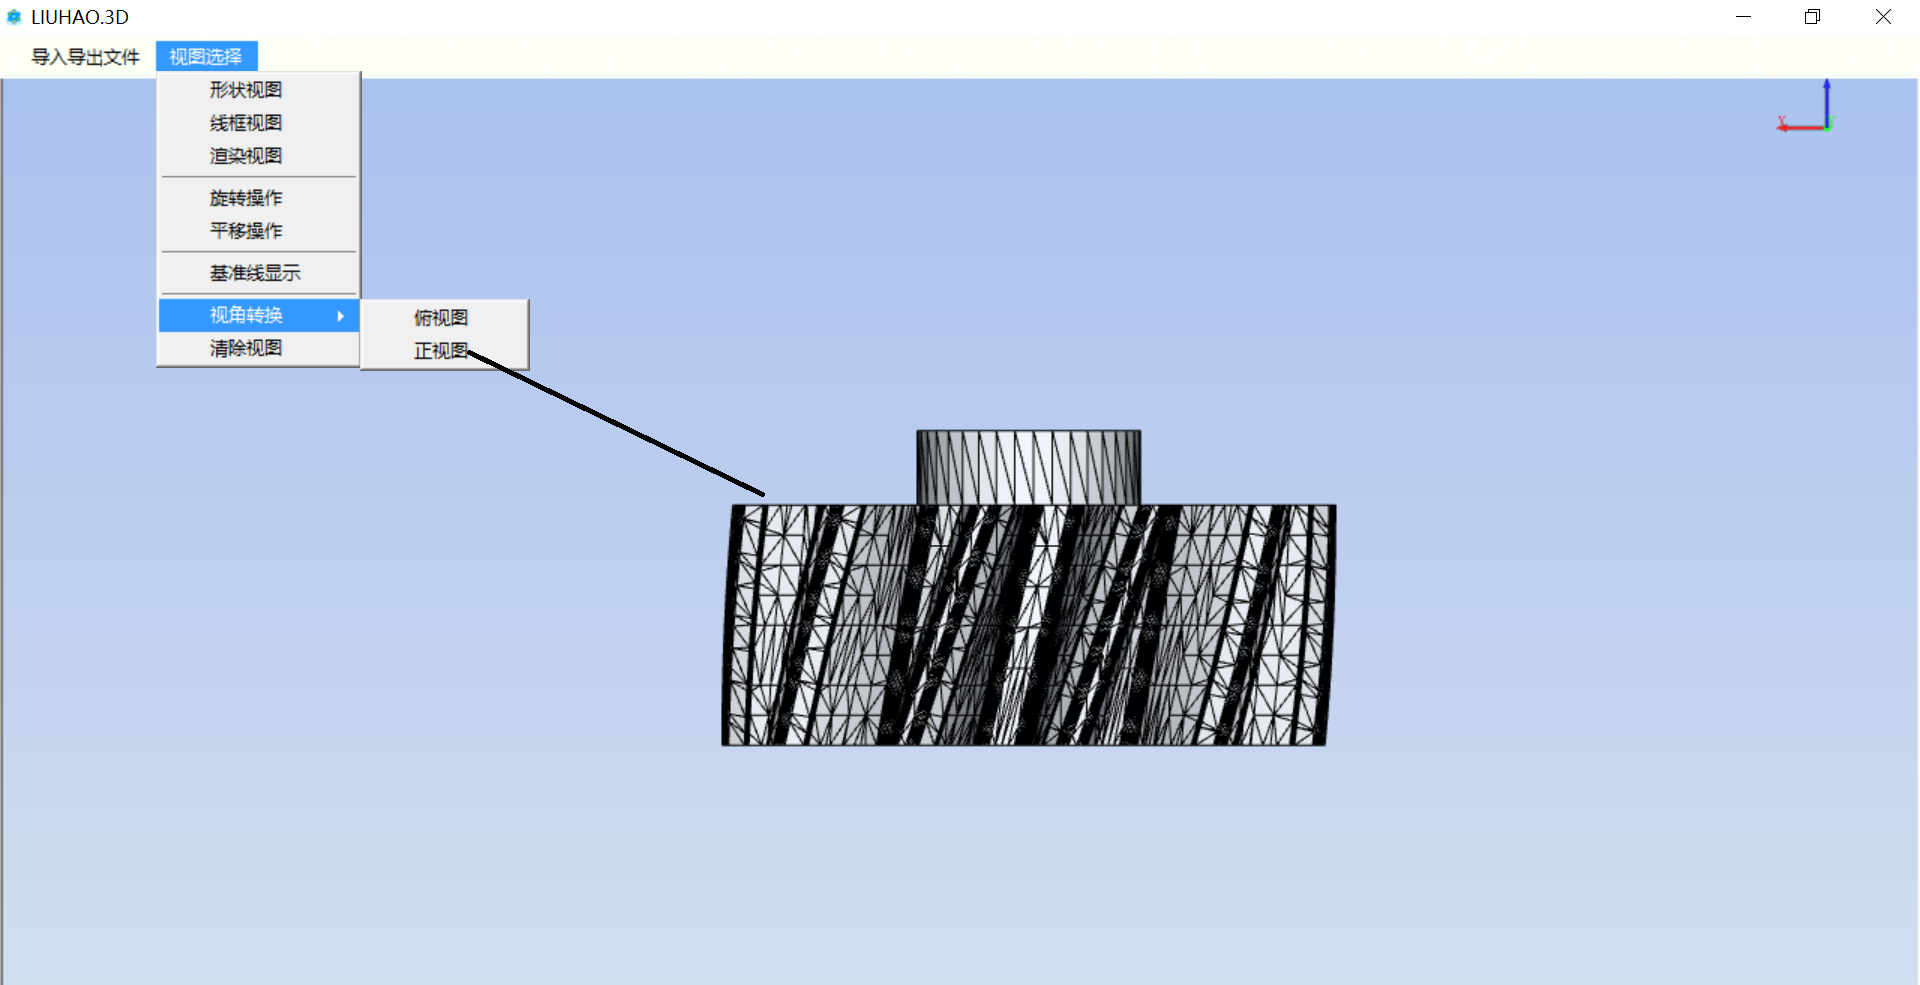 LIUHAO.3D
导入导出文件 视图选择
形状视图
线框视图
渲染视图
旋转操作
平移操作
基准线显示
视角转换
清除视图
俯视图
正视图
X